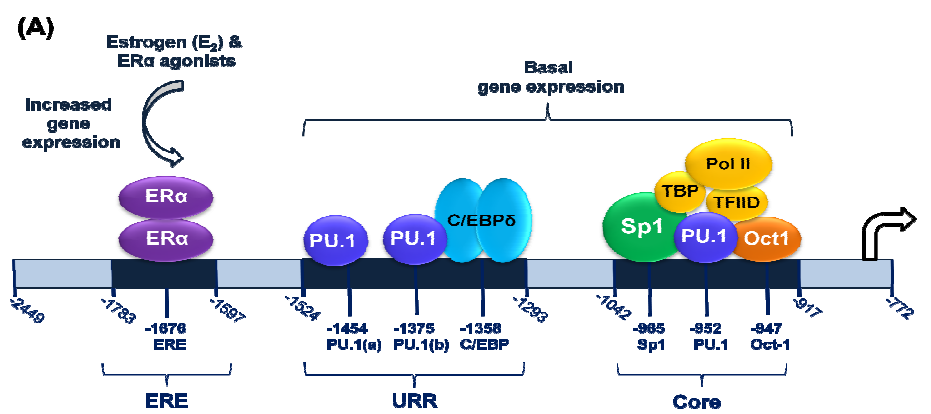 (A)
Estrogen (E2) &
ERα agonists
Increased
gene
expression
Basal
gene expression
ERα
ERα
PU.1
PU.1
C/EBPδ
Sp1
TBP
Pol II
TFIID
PU.1
Oct1
-2449
-1783
-1697
-1524
-1293
-1042
-917
-772
-1676
ERE
-1454
PU.1(a)
-1375
PU.1(b)
-1358
C/EBP
-965
Sp1
-952
PU.1
-947
Oct-1
ERE
URR
Core